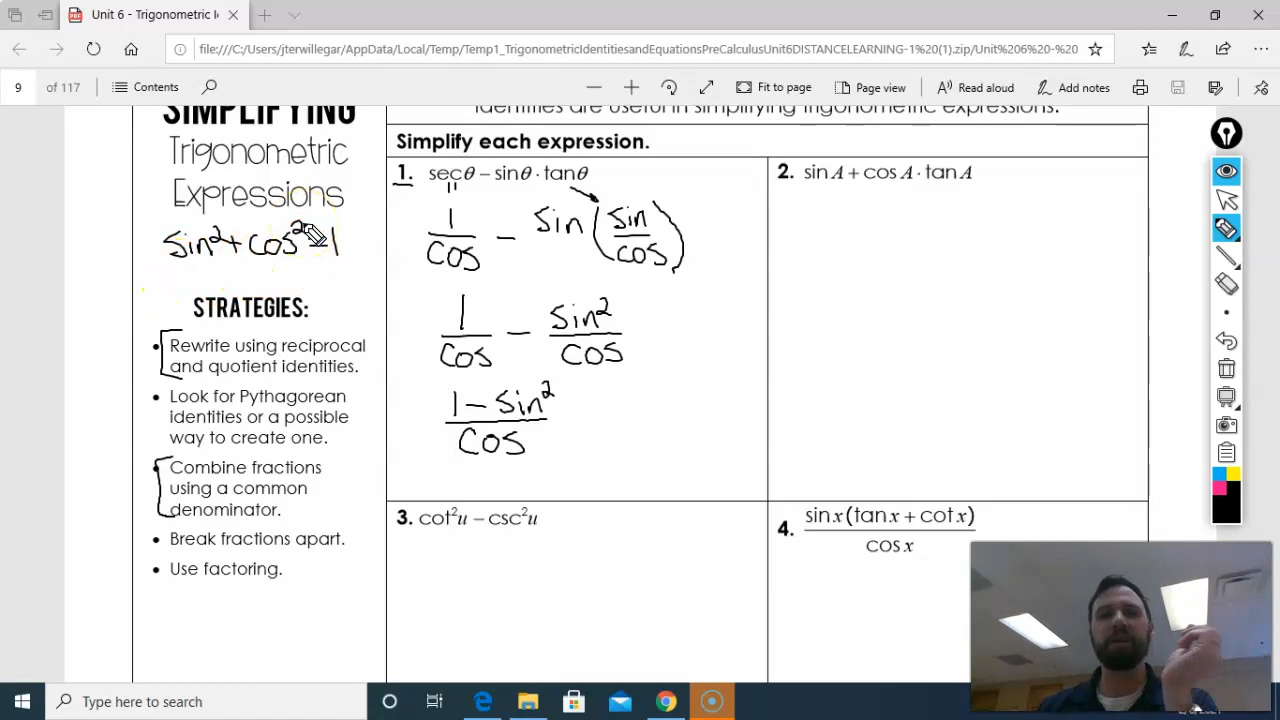 Unit 6 - Trigonometric I
file:///C:/Users/jterwillegar/AppData/Local/Temp/Temp1_TrigonometricIdentitiesandEquationsPreCalculusUnit6DISTANCELEARNING-1%20(1).zip/Unit%206%20-%20
9 of 117
Contents
Fit to page
Page view
Read aloud
Add notes
SIMPLIFYING
Trigonometric
Expressions
sin²+cos² 1
STRATEGIES:
• Rewrite using reciprocal
and quotient identities.
• Look for Pythagorean
identities or a possible
way to create one.
• Combine fractions
using a common
denominator.
• Break fractions apart.
• Use factoring.
Identities are useful in simplifying trigonometric expressions.
Simplify each expression.
1. secθ – sinθ · tanθ
1/cos – sin (sin/cos)
1/cos – sin²/cos
1 – sin²/cos
2. sin A + cos A · tan A
3. cot²u – csc²u
4. sin x (tan x + cot x)
cos x
Type here to search